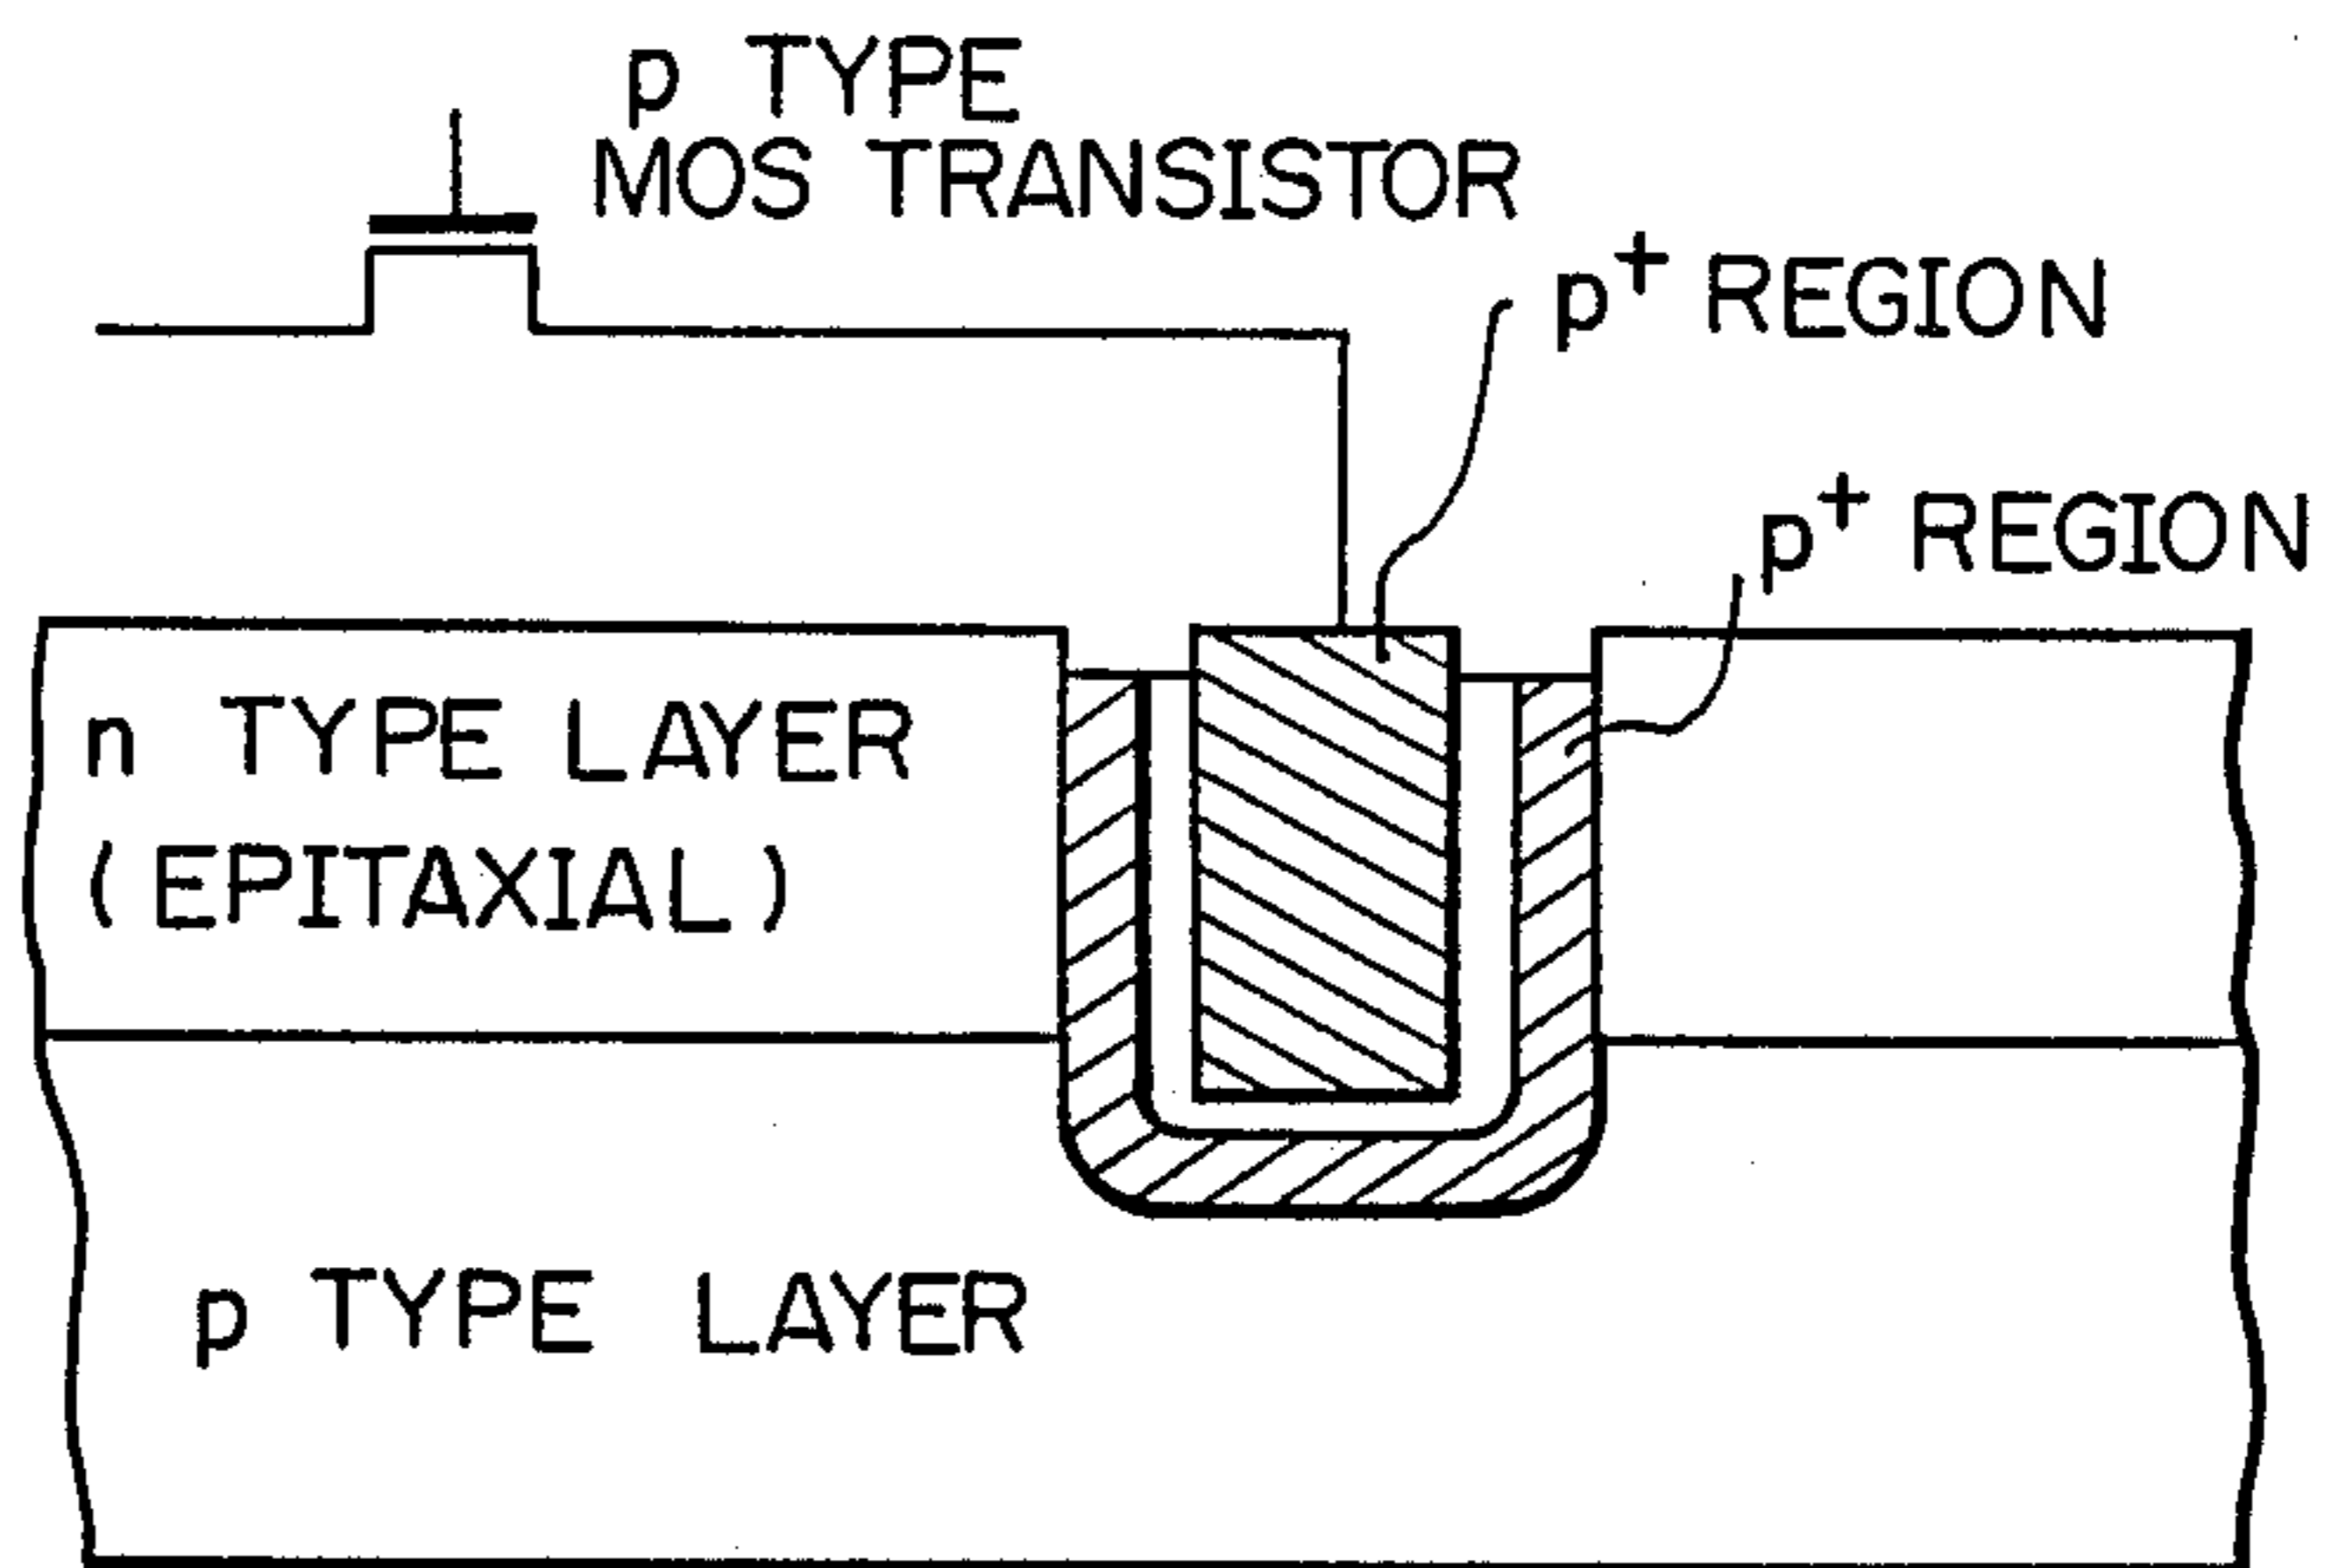 p TYPE
MOS TRANSISTOR
p⁺ REGION
p⁺ REGION
n TYPE LAYER
(EPITAXIAL)
p TYPE LAYER